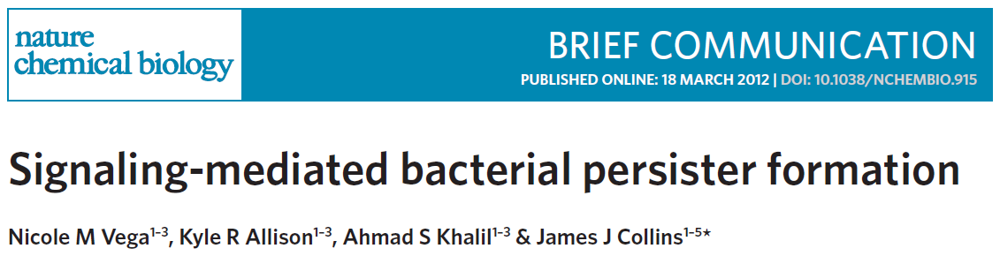 nature
chemical biology
BRIEF COMMUNICATION
PUBLISHED ONLINE: 18 MARCH 2012 | DOI: 10.1038/NCHEMBIO.915
Signaling-mediated bacterial persister formation
Nicole M Vega1–3, Kyle R Allison1–3, Ahmad S Khalil1–3 & James J Collins1–5*